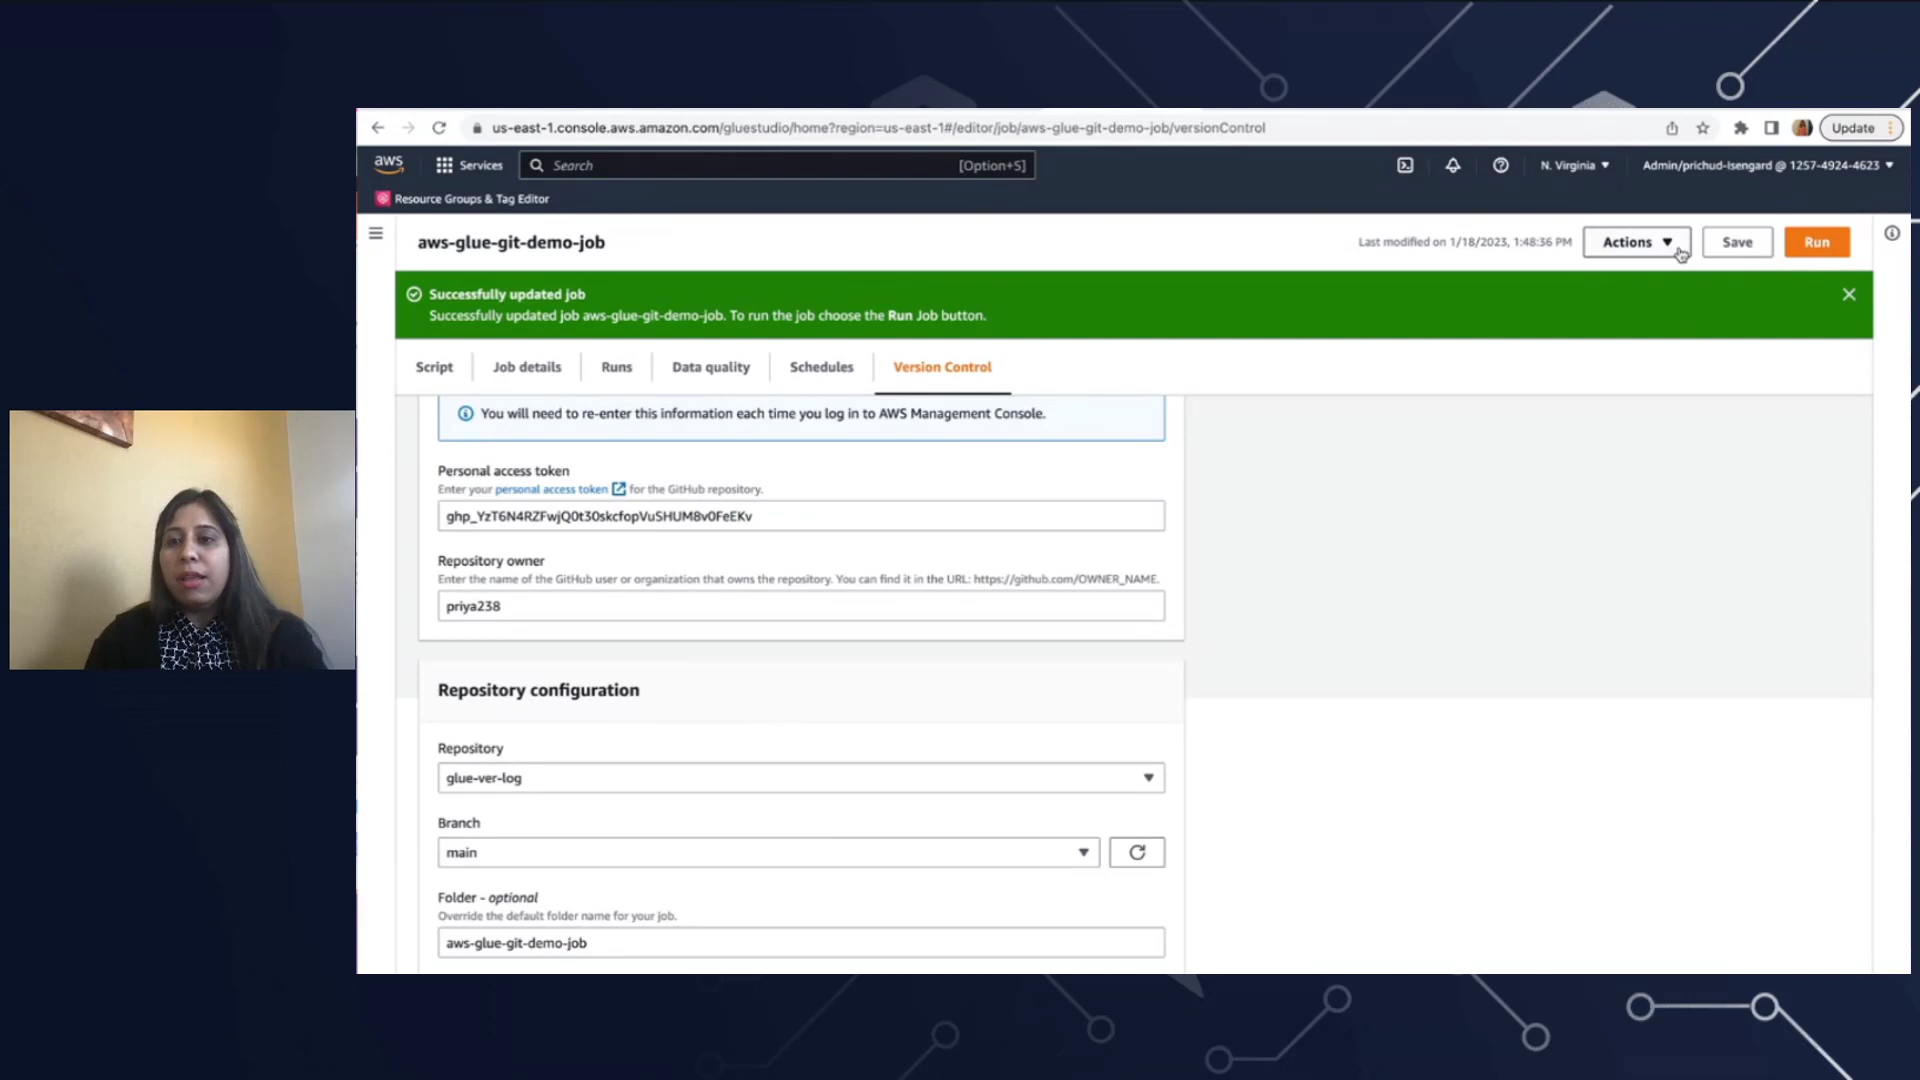 us-east-1.console.aws.amazon.com/gluestudio/home?region=us-east-1#/editor/job/aws-glue-git-demo-job/versionControl
Update
aws
Services
Search
[Option+S]
N. Virginia
Admin/prichud-Isengard @ 1257-4924-4623
Resource Groups & Tag Editor
aws-glue-git-demo-job
Last modified on 1/18/2023, 1:48:36 PM
Actions
Save
Run
Successfully updated job
Successfully updated job aws-glue-git-demo-job. To run the job choose the Run Job button.
Script
Job details
Runs
Data quality
Schedules
Version Control
You will need to re-enter this information each time you log in to AWS Management Console.
Personal access token
Enter your personal access token for the GitHub repository.
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
Repository owner
Enter the name of the GitHub user or organization that owns the repository. You can find it in the URL: https://github.com/OWNER_NAME.
priya238
Repository configuration
Repository
glue-ver-log
Branch
main
Folder - optional
Override the default folder name for your job.
aws-glue-git-demo-job